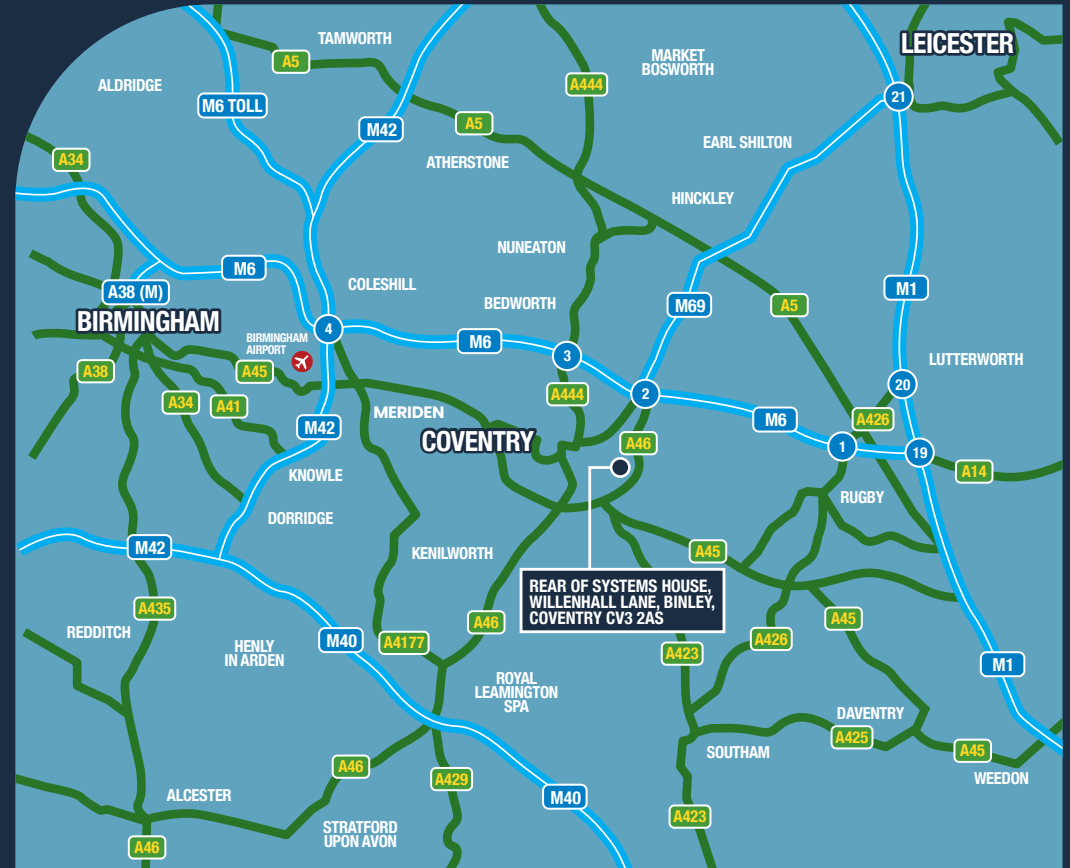 TAMWORTH
LEICESTER
MARKET
BOSWORTH
A5
ALDRIDGE
A444
M6 TOLL
21
M42
A5
EARL SHILTON
A34
ATHERSTONE
HINCKLEY
NUNEATON
M6
COLESHILL
A38 (M)
BEDWORTH
M69
A5
M1
BIRMINGHAM
4
BIRMINGHAM
AIRPORT
M6
3
LUTTERWORTH
A38
A45
20
A444
2
A34
A41
MERIDEN
M6
A426
M42
COVENTRY
A46
1
19
KNOWLE
A14
RUGBY
DORRIDGE
M42
KENILWORTH
A45
REAR OF SYSTEMS HOUSE,
WILLENHALL LANE, BINLEY,
COVENTRY CV3 2AS
A435
A46
A45
REDDITCH
M40
A4177
A426
HENLY
IN ARDEN
A423
M1
ROYAL
LEAMINGTON
SPA
DAVENTRY
A425
SOUTHAM
A45
A46
A429
WEEDON
ALCESTER
M40
A423
STRATFORD
UPON AVON
A46